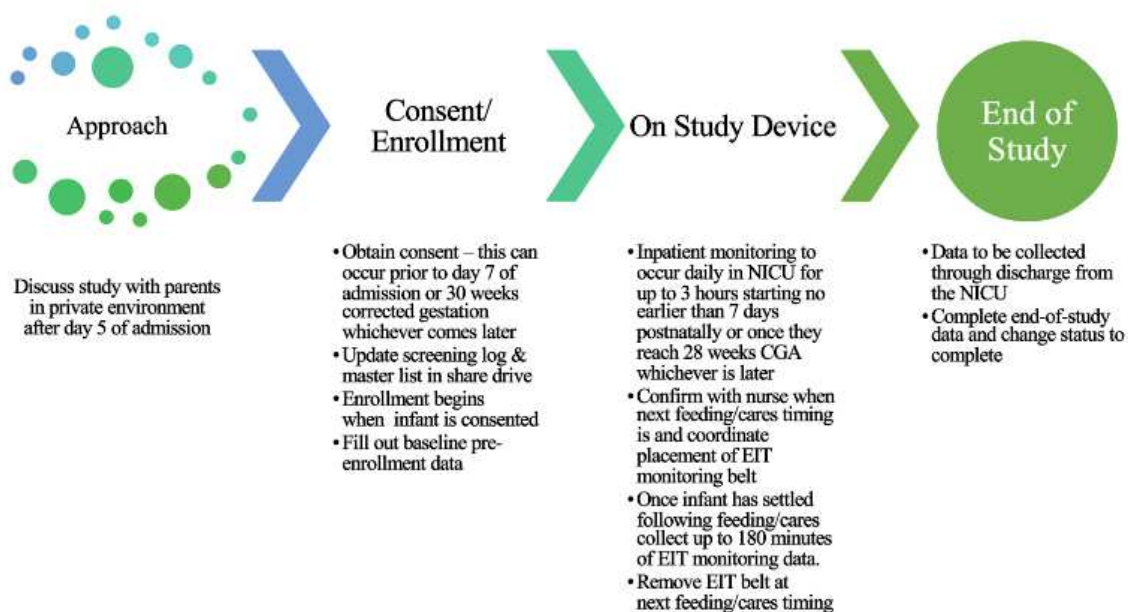 Approach
Discuss study with parents
in private environment
after day 5 of admission
Consent/
Enrollment
• Obtain consent – this can
occur prior to day 7 of
admission or 30 weeks
corrected gestation
whichever comes later
• Update screening log &
master list in share drive
• Enrollment begins
when infant is consented
• Fill out baseline pre-
enrollment data
On Study Device
• Inpatient monitoring to
occur daily in NICU for
up to 3 hours starting no
earlier than 7 days
postnatally or once they
reach 28 weeks CGA
whichever is later
• Confirm with nurse when
next feeding/cares timing
is and coordinate
placement of EIT
monitoring belt
• Once infant has settled
following feeding/cares
collect up to 180 minutes
of EIT monitoring data.
• Remove EIT belt at
next feeding/cares timing
End of
Study
• Data to be collected
through discharge from
the NICU
• Complete end-of-study
data and change status to
complete